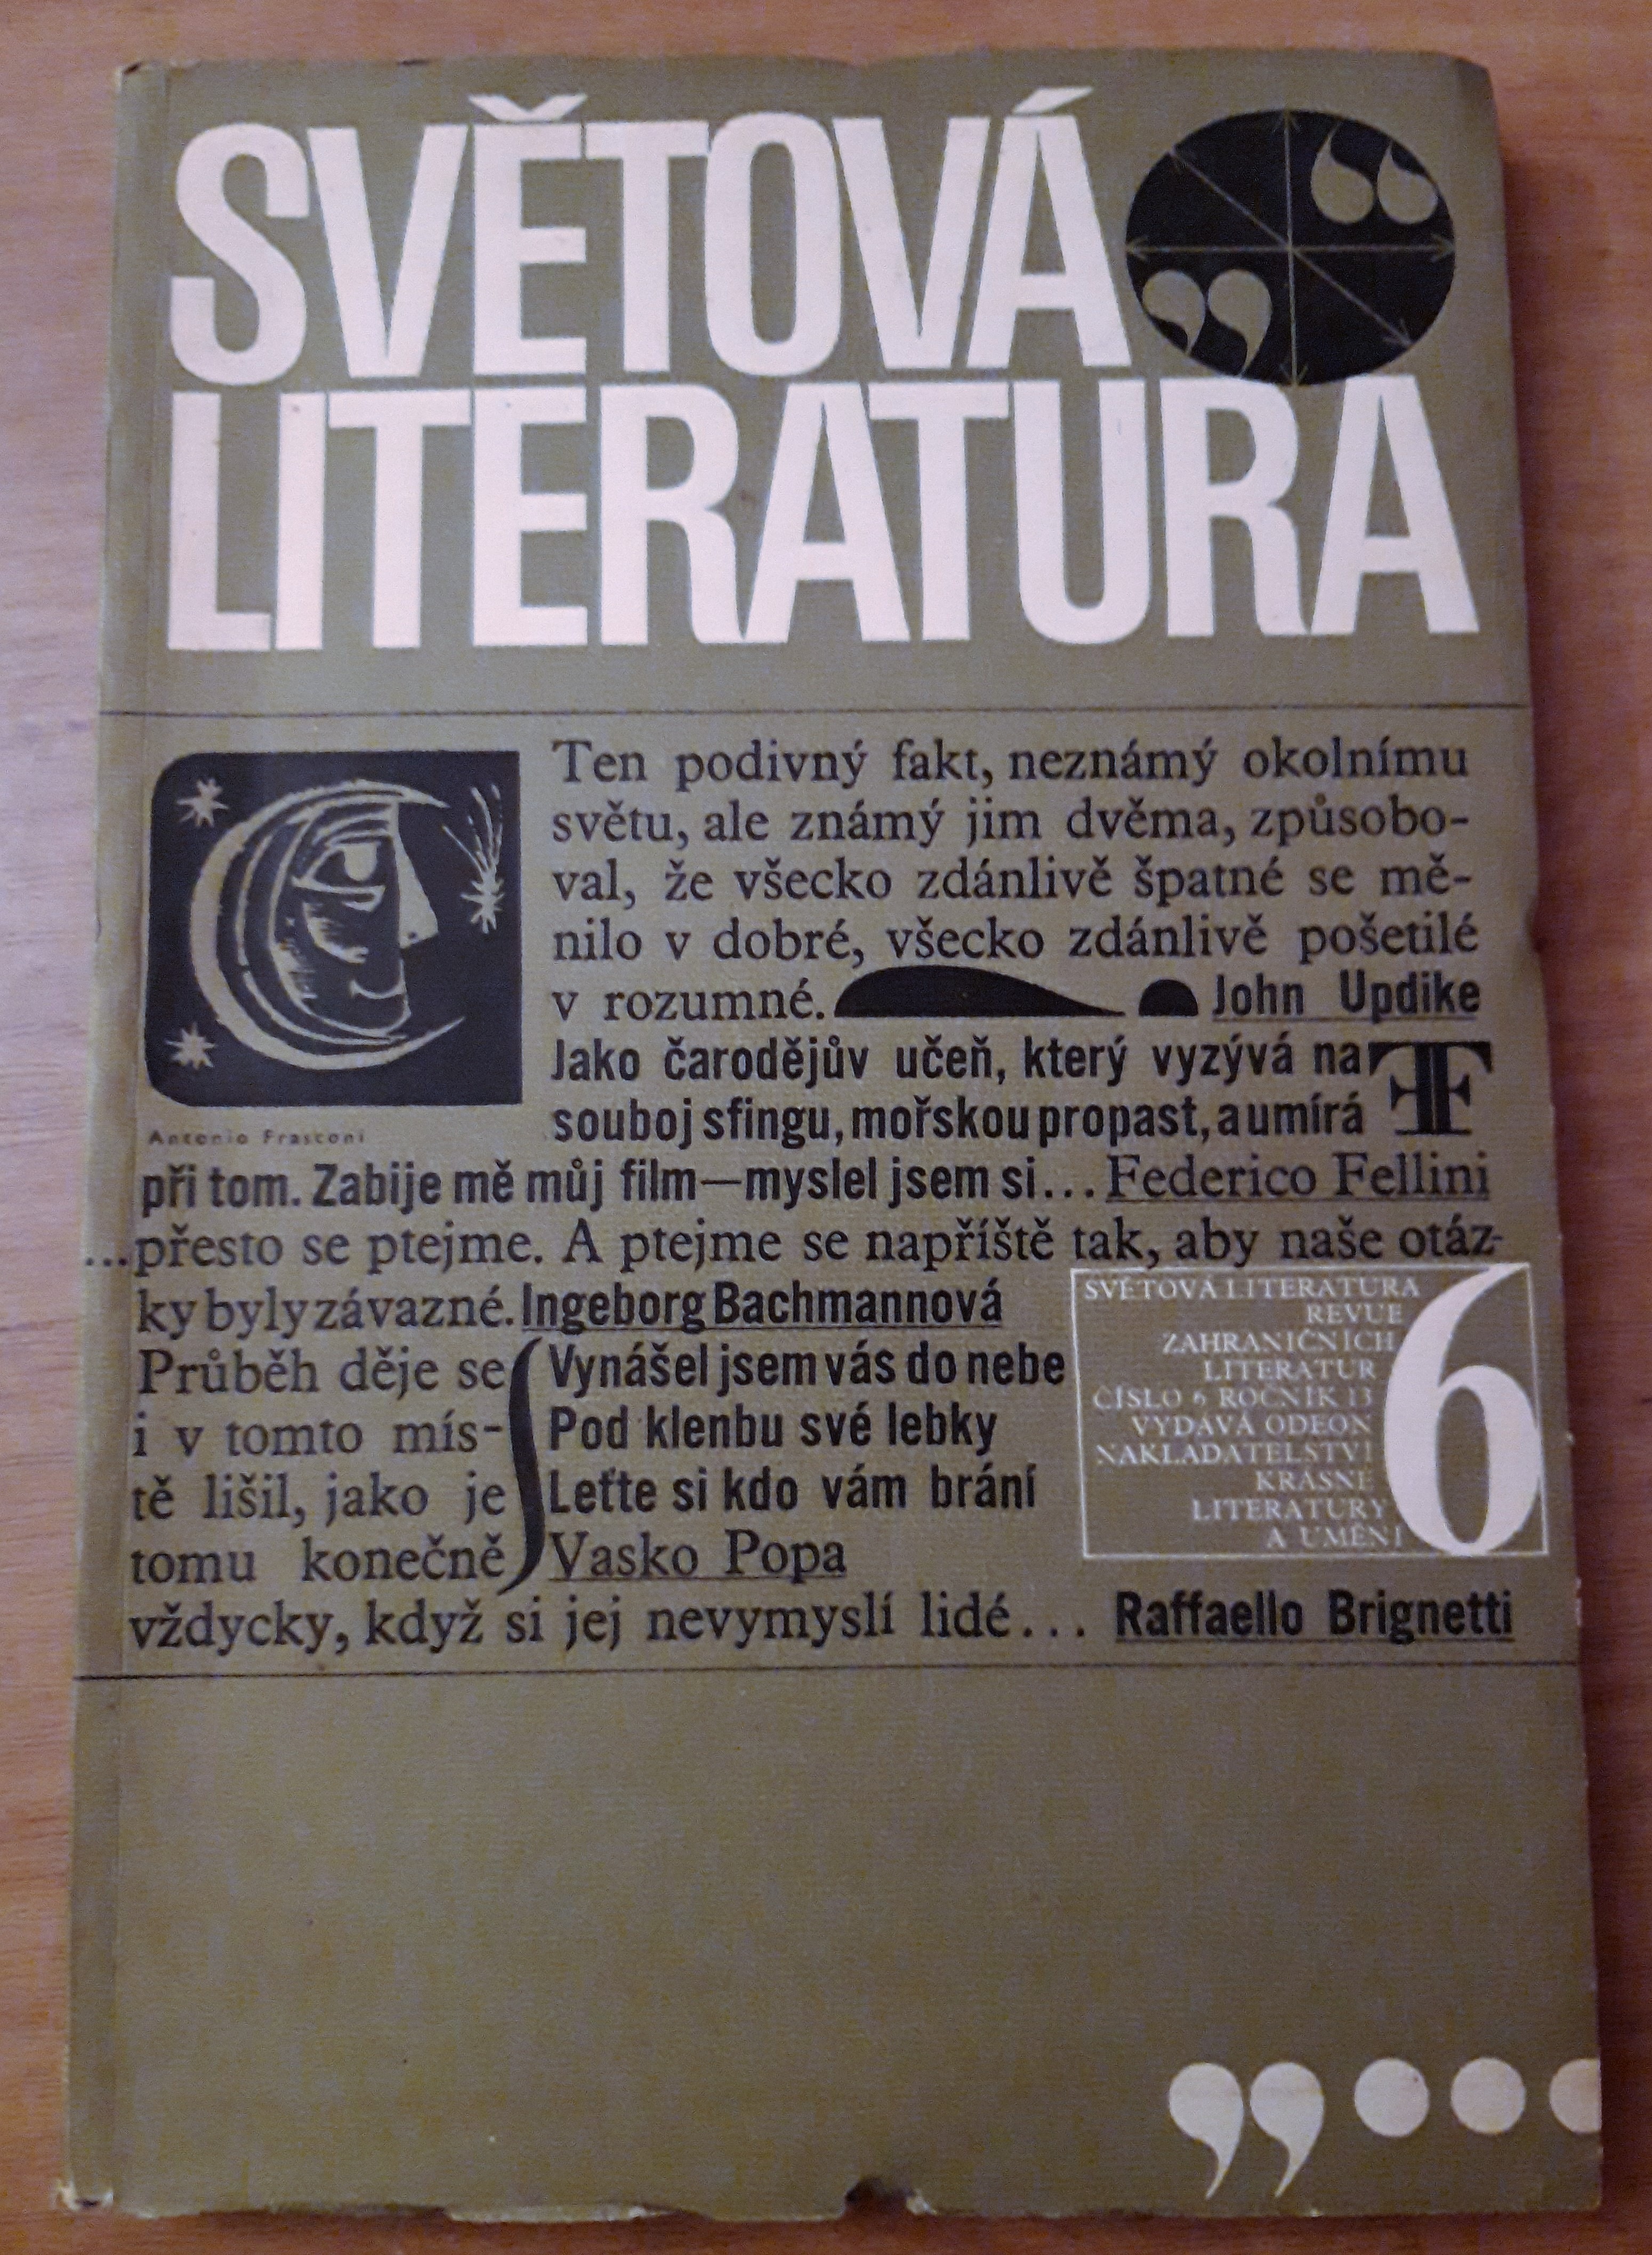 SVĚTOVÁ
LITERATURA
Ten podivný fakt, neznámý okolnímu
světu, ale známý jim dvěma, způsobo-
val, že všecko zdánlivě špatné se mě-
nilo v dobré, všecko zdánlivě pošetilé
v rozumné. John Updike
Antonio Frasconi
Jako čarodějův učeň, který vyzývá na
souboj sfingu, mořskou propast, a umírá
při tom. Zabije mě můj film—myslel jsem si... Federico Fellini
...přesto se ptejme. A ptejme se napříště tak, aby naše otáz-
ky byly závazné. Ingeborg Bachmannová
Průběh děje se
i v tomto mís-
tě lišil, jako je
tomu konečně
vždycky, když si jej nevymyslí lidé... Raffaello Brignetti
Vynášel jsem vás do nebe
Pod klenbu své lebky
Leťte si kdo vám brání
Vasko Popa
SVĚTOVÁ LITERATURA
REVUE
ZAHRANIČNÍCH
LITERATUR
ČÍSLO 6 ROČNÍK 13
VYDÁVÁ ODEON
NAKLADATELSTVÍ
KRÁSNÉ
LITERATURY
A UMĚNÍ
6